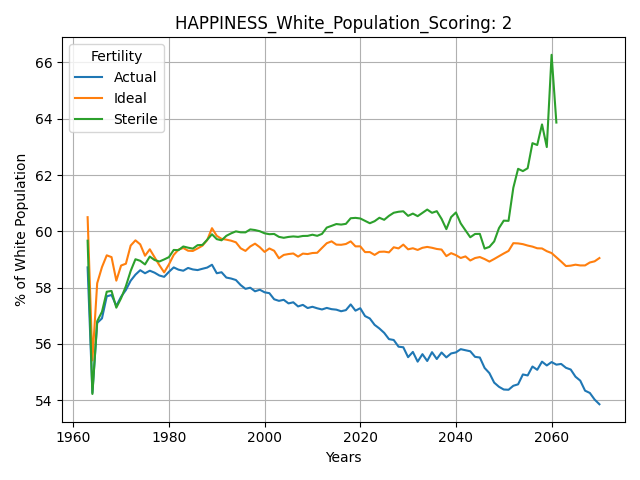 HAPPINESS_White_Population_Scoring: 2
Fertility
Actual
Ideal
Sterile
% of White Population
66
64
62
60
58
56
54
1960
1980
2000
2020
2040
2060
Years